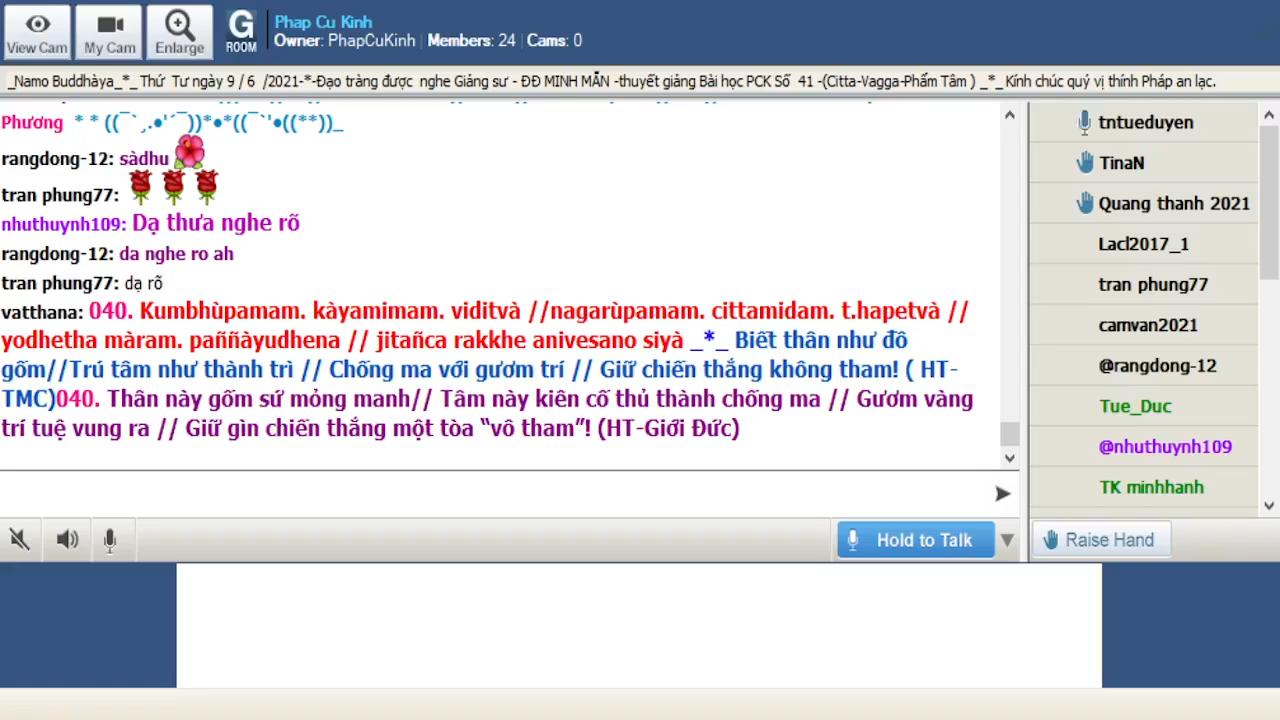 View Cam
My Cam
Enlarge
G
ROOM
Phap Cu Kinh
Owner: PhapCuKinh | Members: 24 | Cams: 0
_Namo Buddhàya_*_ Thứ Tư ngày 9 / 6 /2021-*-Đạo tràng được nghe Giảng sư - ĐĐ MINH MẪN -thuyết giảng Bài học PCK Số 41 -(Citta-Vagga-Phẩm Tâm ) _*_ Kính chúc quý vị thính Pháp an lạc.
Phương * * ((¯`¸.•'´¯))*•*((¯`'•((**))_
rangdong-12: sàdhu
tran phung77:
nhuthuynh109: Dạ thưa nghe rõ
rangdong-12: da nghe ro ah
tran phung77: dạ rõ
vatthana: 040. Kumbhùpamam. kàyamimam. viditvà //nagarùpamam. cittamidam. t.hapetvà //
yodhetha màram. paññàyudhena // jitañca rakkhe anivesano siyà _*_ Biết thân như đồ
gốm//Trú tâm như thành trì // Chống ma với gươm trí // Giữ chiến thắng không tham! ( HT-
TMC)040. Thân này gốm sứ mỏng manh// Tâm này kiên cố thủ thành chống ma // Gươm vàng
trí tuệ vung ra // Giữ gìn chiến thắng một tòa “vô tham”! (HT-Giới Đức)
tntueduyen
TinaN
Quang thanh 2021
Lacl2017_1
tran phung77
camvan2021
@rangdong-12
Tue_Duc
@nhuthuynh109
TK minhhanh
Hold to Talk
Raise Hand